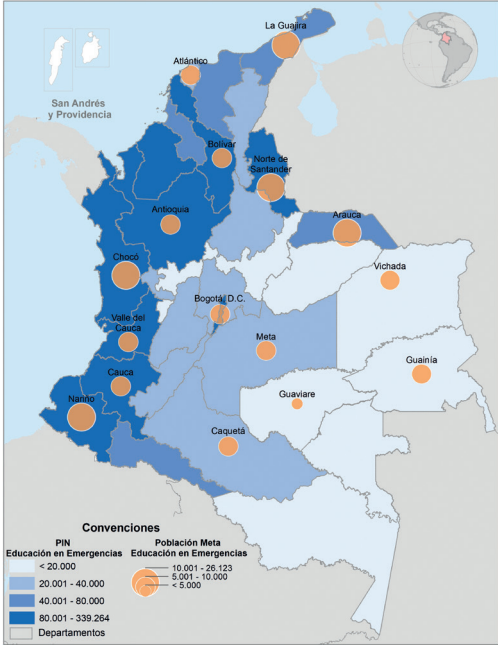 La Guajira
Atlántico
San Andrés
y Providencia
Bolívar
Norte de
Santander
Antioquia
Arauca
Chocó
Vichada
Bogotá, D.C.
Valle del
Cauca
Meta
Guainía
Cauca
Guaviare
Nariño
Caquetá
Convenciones
PIN
Educación en Emergencias
< 20.000
20.001 - 40.000
40.001 - 80.000
80.001 - 339.264
Departamentos
Población Meta
Educación en Emergencias
10.001 - 26.123
5.001 - 10.000
< 5.000